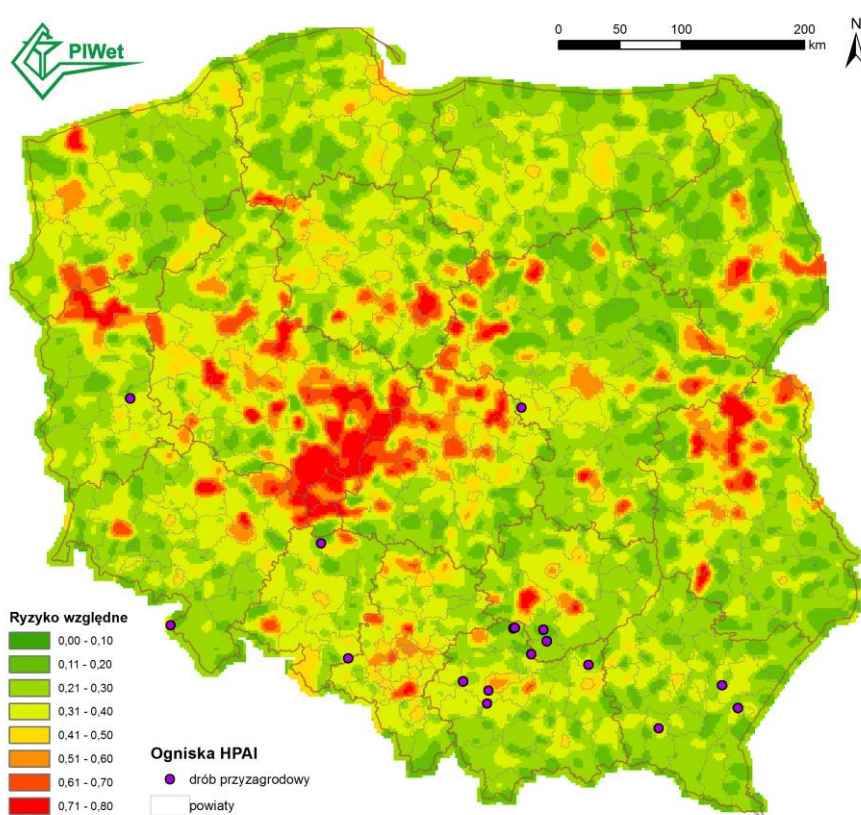 PIWet
0 50 100 200
km
N
Ryzyko względne
0,00 - 0,10
0,11 - 0,20
0,21 - 0,30
0,31 - 0,40
0,41 - 0,50
0,51 - 0,60
0,61 - 0,70
0,71 - 0,80
Ogniska HPAI
drób przyzagrodowy
powiaty